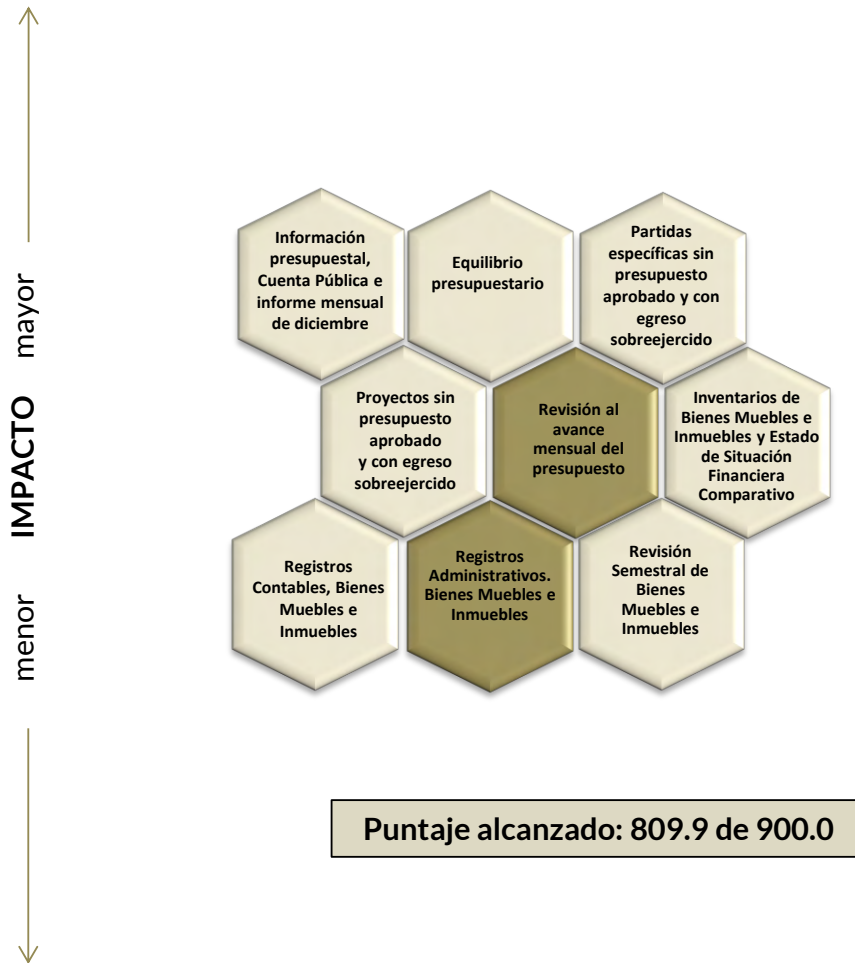 mayor
IMPACTO
menor
Información
presupuestal,
Cuenta Pública e
informe mensual
de diciembre
Equilibrio
presupuestario
Partidas
específicas sin
presupuesto
aprobado y con
egreso
sobreejercido
Proyectos sin
presupuesto
aprobado
y con egreso
sobreejercido
Revisión al
avance
mensual del
presupuesto
Inventarios de
Bienes Muebles e
Inmuebles y Estado
de Situación
Financiera
Comparativo
Registros
Contables, Bienes
Muebles e
Inmuebles
Registros
Administrativos.
Bienes Muebles e
Inmuebles
Revisión
Semestral de
Bienes
Muebles e
Inmuebles
Puntaje alcanzado: 809.9 de 900.0